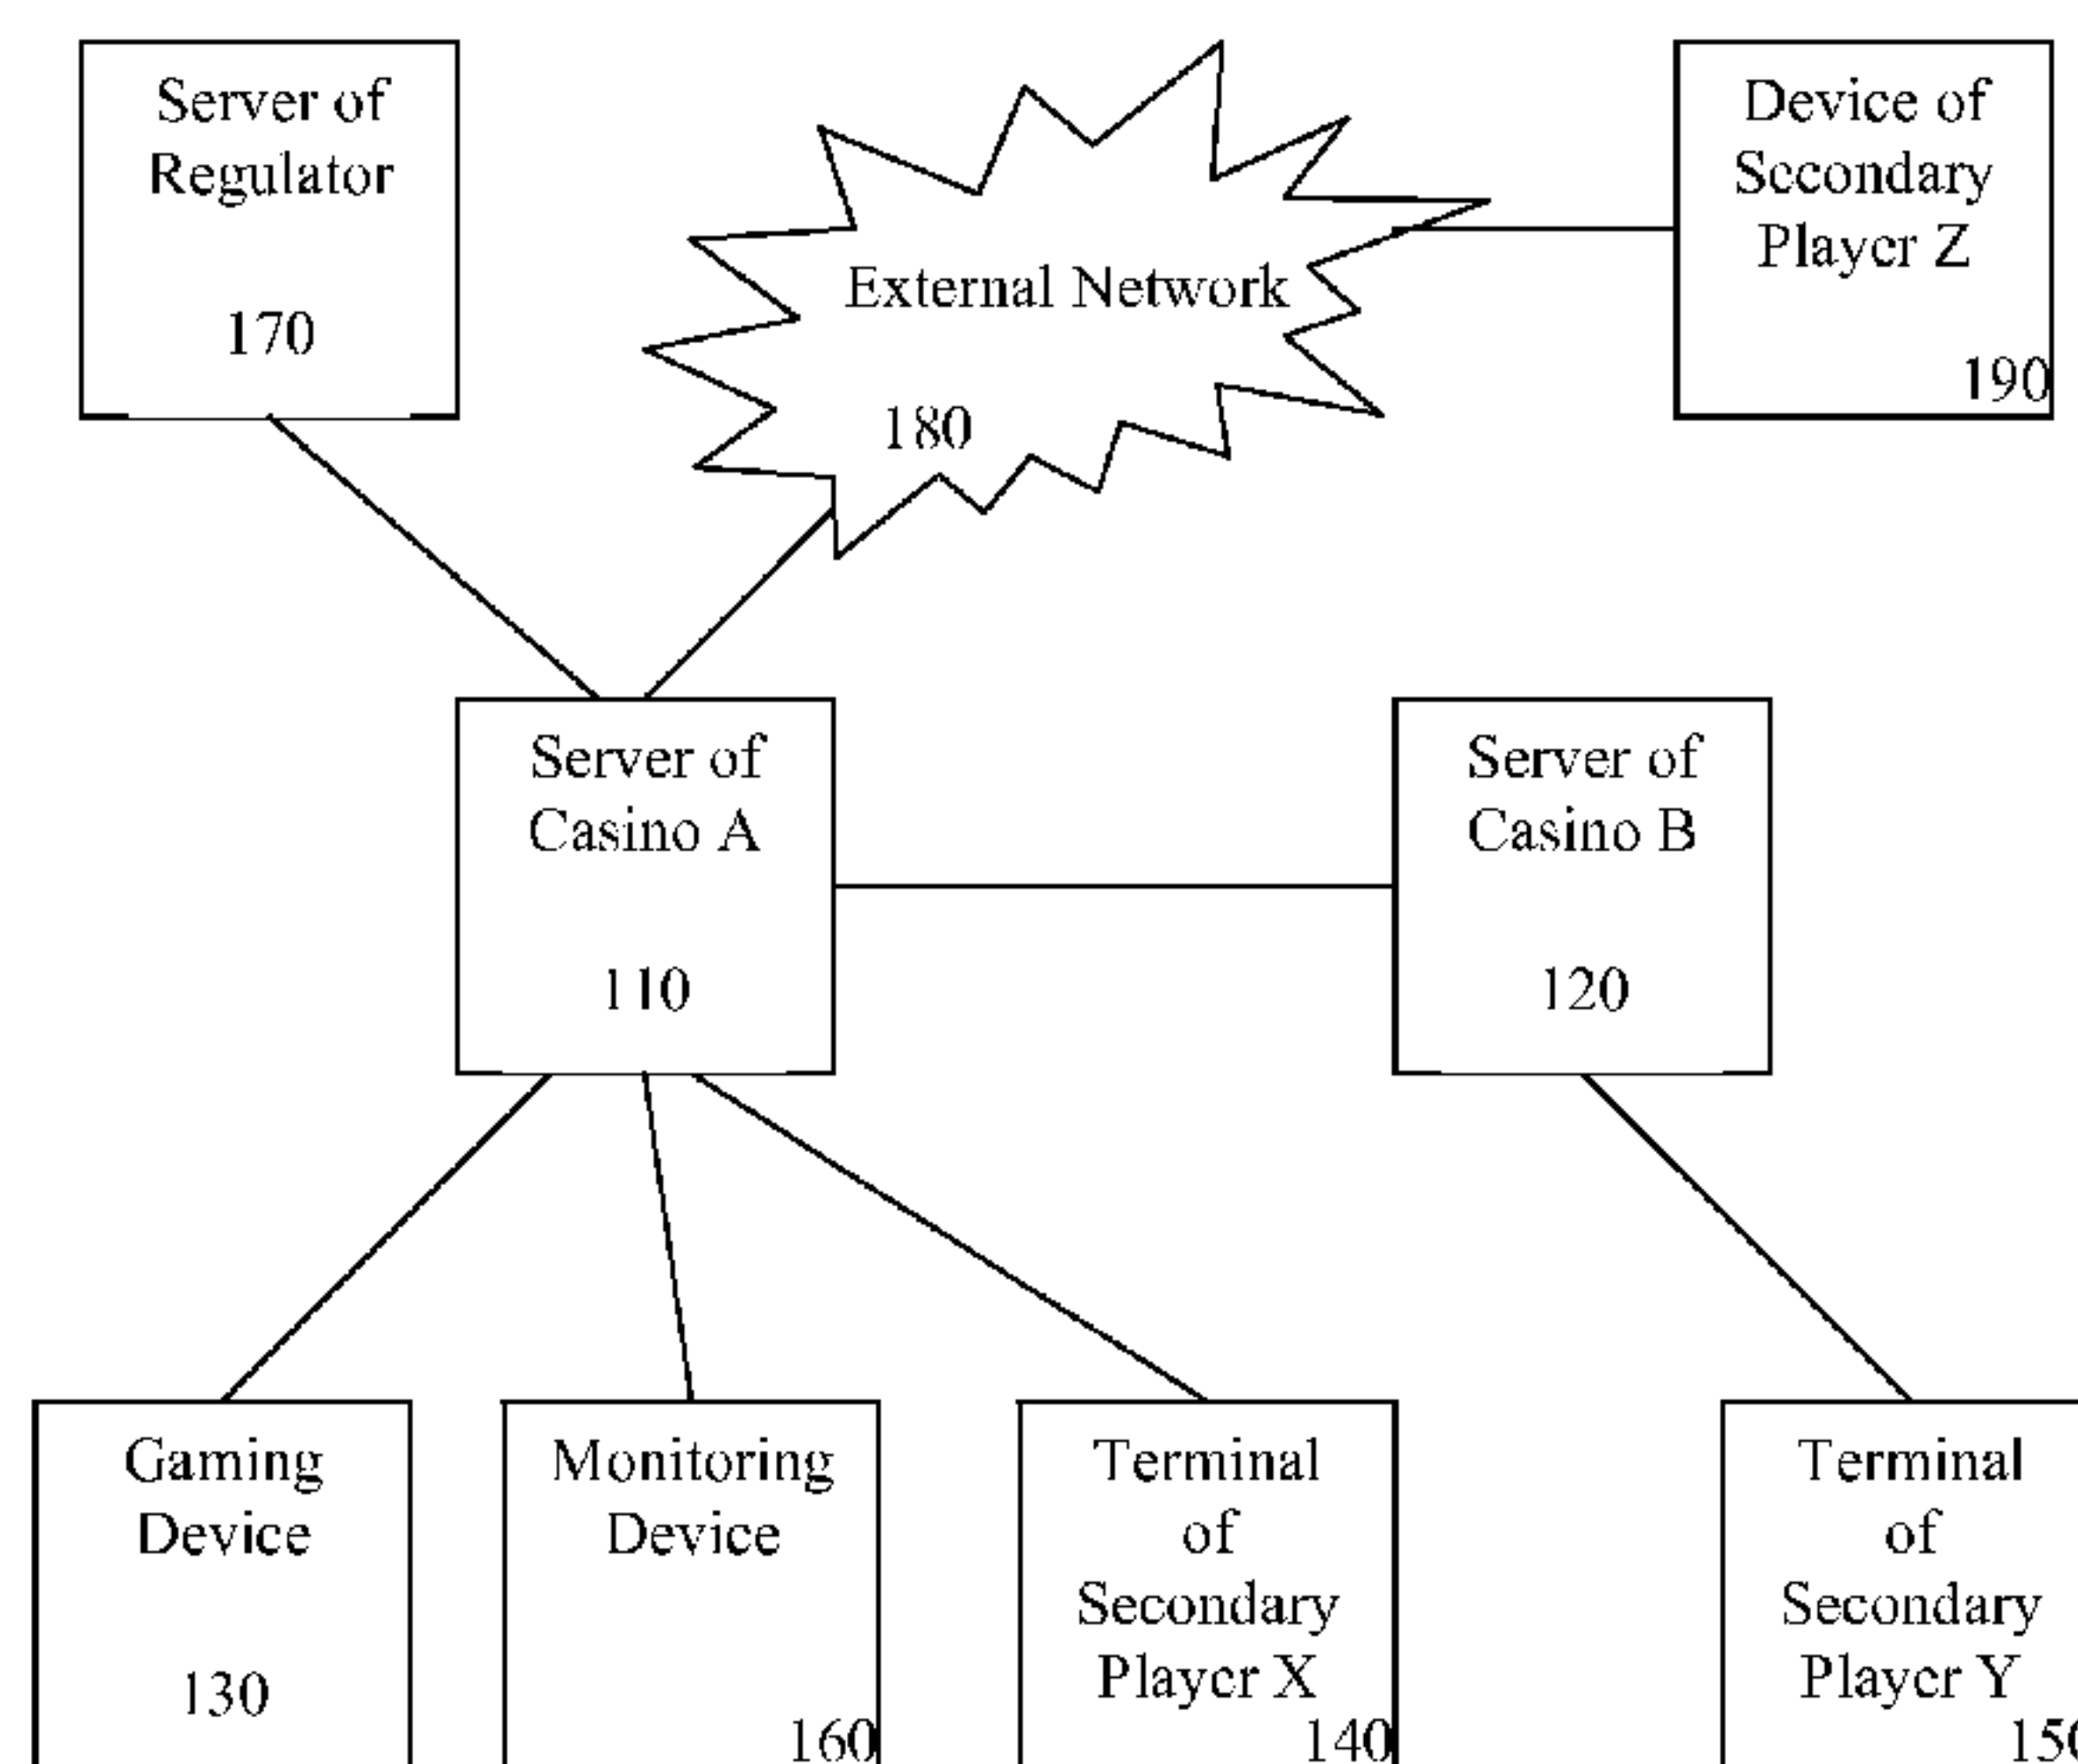 Server of
Regulator
170
External Network
180
Device of
Secondary
Player Z
190
Server of
Casino A
110
Server of
Casino B
120
Gaming
Device
130
Monitoring
Device
160
Terminal
of
Secondary
Player X
140
Terminal
of
Secondary
Player Y
150